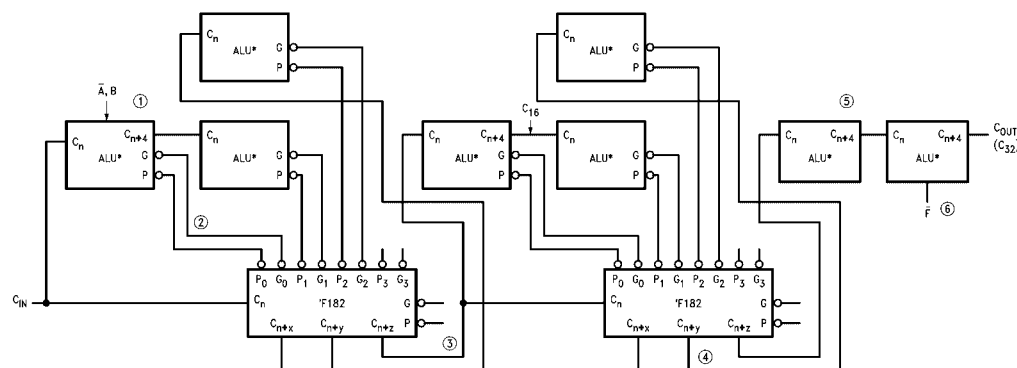 Cn
ALU*
G
P
Cn
ALU*
G
P
Ā, B
①
C16
⑤
Cn
Cn+4
ALU*
G
P
Cn
ALU*
G
P
Cn
Cn+4
ALU*
G
P
Cn
ALU*
G
P
Cn
Cn+4
ALU*
Cn
Cn+4
ALU*
COUT
(C32)
②
F̄
⑥
P0 G0 P1 G1 P2 G2 P3 G3
P0 G0 P1 G1 P2 G2 P3 G3
CIN
Cn
'F182
G
P
Cn+x
Cn+y
Cn+z
③
Cn
'F182
G
P
Cn+x
Cn+y
Cn+z
④